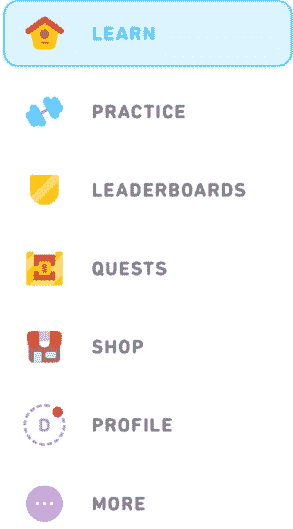 LEARN
PRACTICE
LEADERBOARDS
QUESTS
SHOP
D PROFILE
MORE